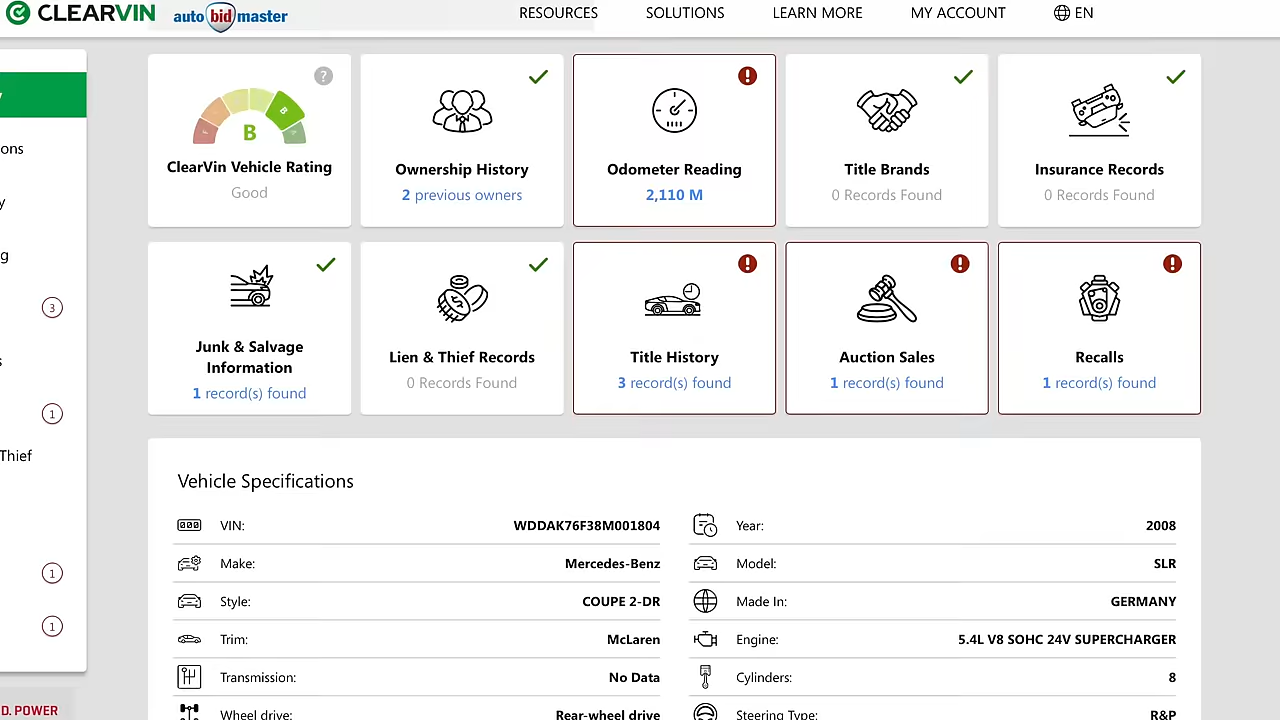 CLEARVIN
auto bid master
RESOURCES
SOLUTIONS
LEARN MORE
MY ACCOUNT
EN
ons
y
g
3
s
1
Thief
1
1
D. POWER
?
B
B
ClearVin Vehicle Rating
Good
Ownership History
2 previous owners
Odometer Reading
2,110 M
Title Brands
0 Records Found
Insurance Records
0 Records Found
Junk & Salvage
Information
1 record(s) found
Lien & Thief Records
0 Records Found
Title History
3 record(s) found
Auction Sales
1 record(s) found
Recalls
1 record(s) found
Vehicle Specifications
VIN: WDDAK76F38M001804
Year: 2008
Make: Mercedes-Benz
Model: SLR
Style: COUPE 2-DR
Made In: GERMANY
Trim: McLaren
Engine: 5.4L V8 SOHC 24V SUPERCHARGER
Transmission: No Data
Cylinders: 8
Wheel drive: Rear-wheel drive
Steering Type: R&P